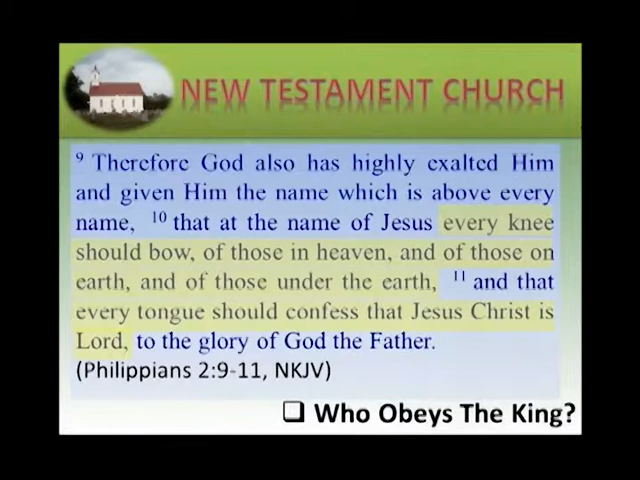 NEW TESTAMENT CHURCH
9 Therefore God also has highly exalted Him
and given Him the name which is above every
name, 10 that at the name of Jesus every knee
should bow, of those in heaven, and of those on
earth, and of those under the earth, 11 and that
every tongue should confess that Jesus Christ is
Lord, to the glory of God the Father.
(Philippians 2:9-11, NKJV)
❑ Who Obeys The King?